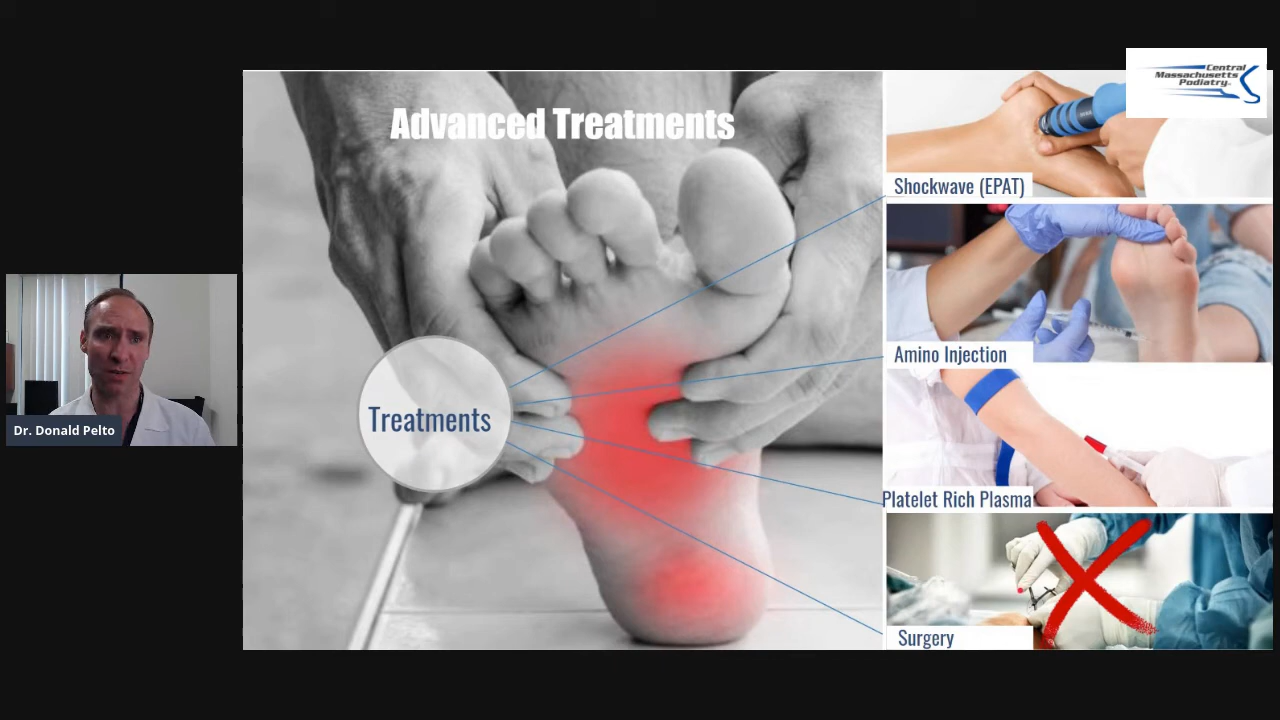 Advanced Treatments
Central
Massachusetts
Podiatry
Shockwave (EPAT)
Amino Injection
Treatments
Dr. Donald Pelto
Platelet Rich Plasma
Surgery